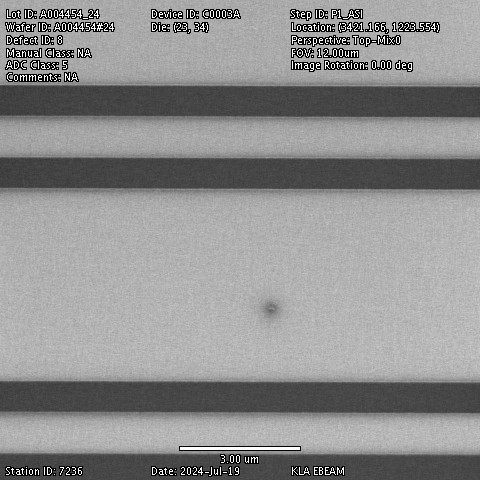 Lot ID: A004454_24 Device ID: C0003A Step ID: P1_ASI
Wafer ID: A004454#24 Die: (25, 34) Location: (3421.166, 1223.554)
Defect ID: 8 Perspective: Top-Mix0
Manual Class: NA FOV: 12.00um
ADC Class: 5 Image Rotation: 0.00 deg
Comments: NA
3.00 um
Station ID: 7236 Date: 2024-Jul-19 KLA EBEAM